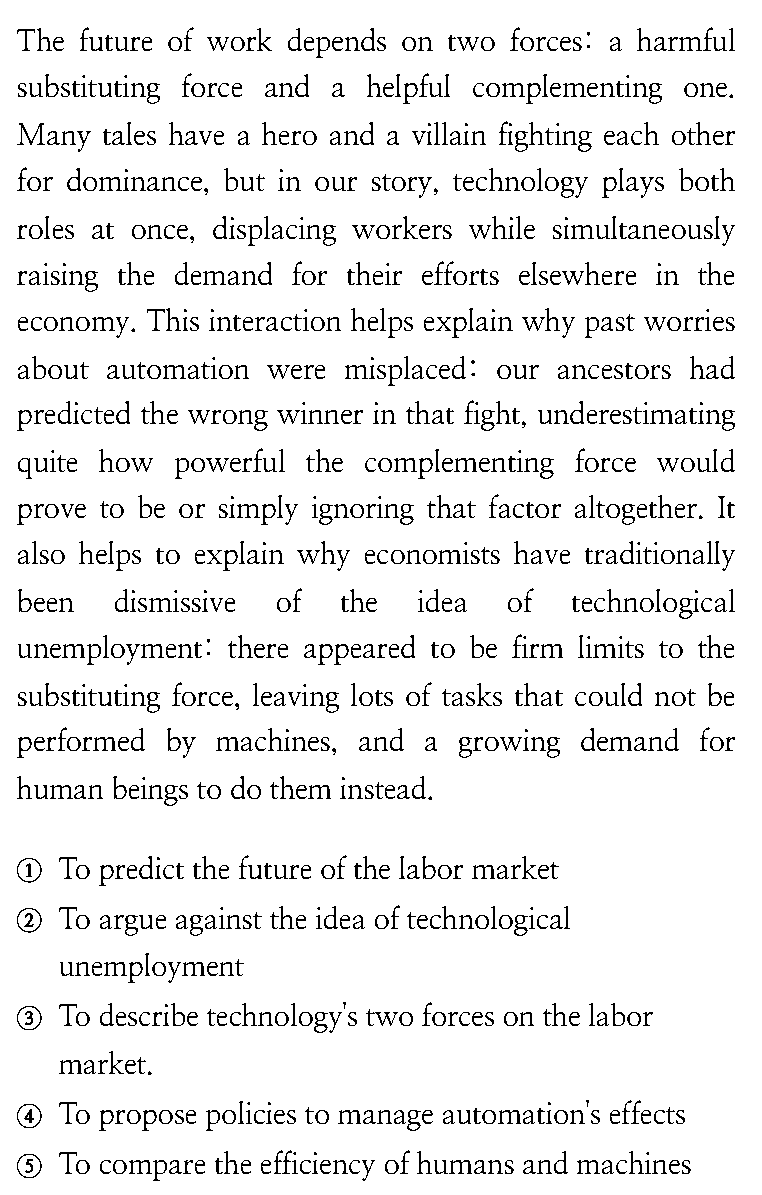 The future of work depends on two forces: a harmful
substituting force and a helpful complementing one.
Many tales have a hero and a villain fighting each other
for dominance, but in our story, technology plays both
roles at once, displacing workers while simultaneously
raising the demand for their efforts elsewhere in the
economy. This interaction helps explain why past worries
about automation were misplaced: our ancestors had
predicted the wrong winner in that fight, underestimating
quite how powerful the complementing force would
prove to be or simply ignoring that factor altogether. It
also helps to explain why economists have traditionally
been dismissive of the idea of technological
unemployment: there appeared to be firm limits to the
substituting force, leaving lots of tasks that could not be
performed by machines, and a growing demand for
human beings to do them instead.
① To predict the future of the labor market
② To argue against the idea of technological
unemployment
③ To describe technology's two forces on the labor
market.
④ To propose policies to manage automation's effects
⑤ To compare the efficiency of humans and machines